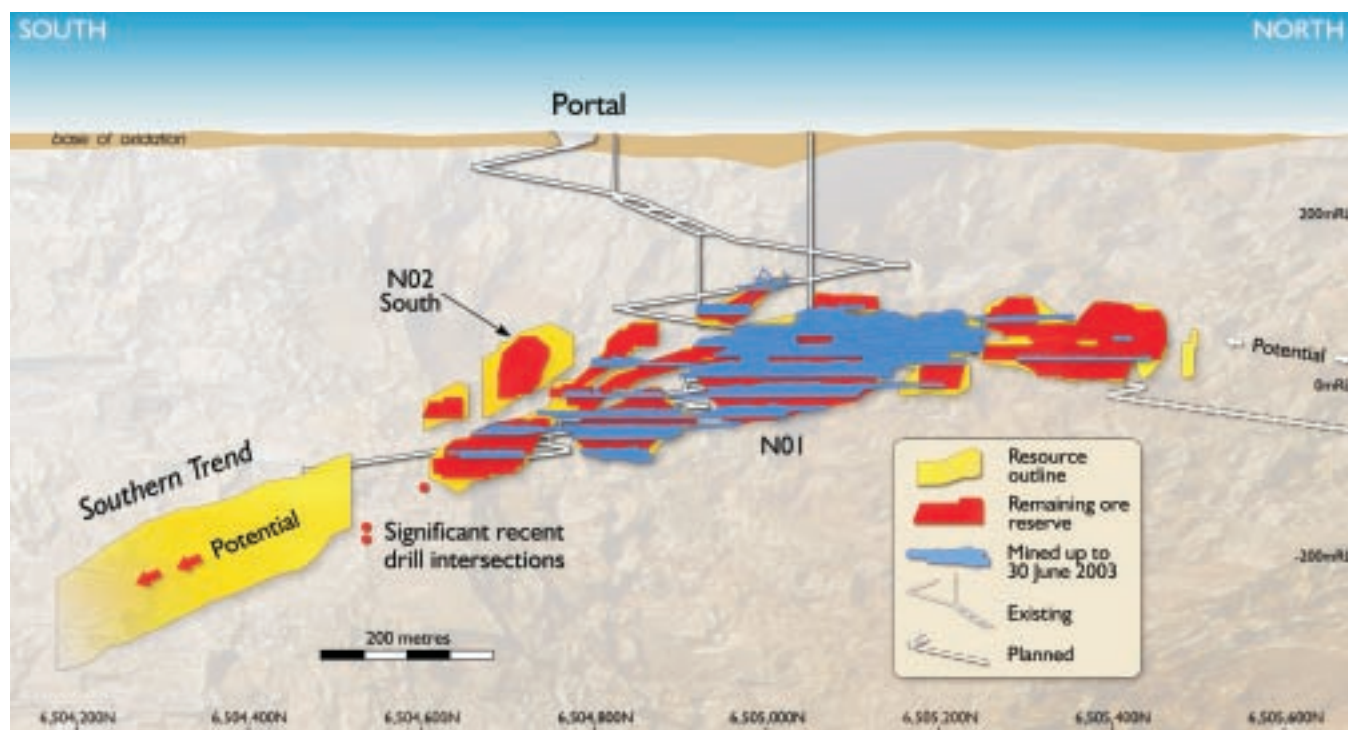 SOUTH
NORTH
Portal
base of oxidation
200mRL
N02
South
Potential
0mRL
N01
Southern Trend
Potential
Significant recent
drill intersections
Resource
outline
Remaining ore
reserve
Mined up to
30 June 2003
Existing
Planned
-200mRL
200 metres
6,504,200N
6,504,400N
6,504,600N
6,504,800N
6,505,000N
6,505,200N
6,505,400N
6,505,600N